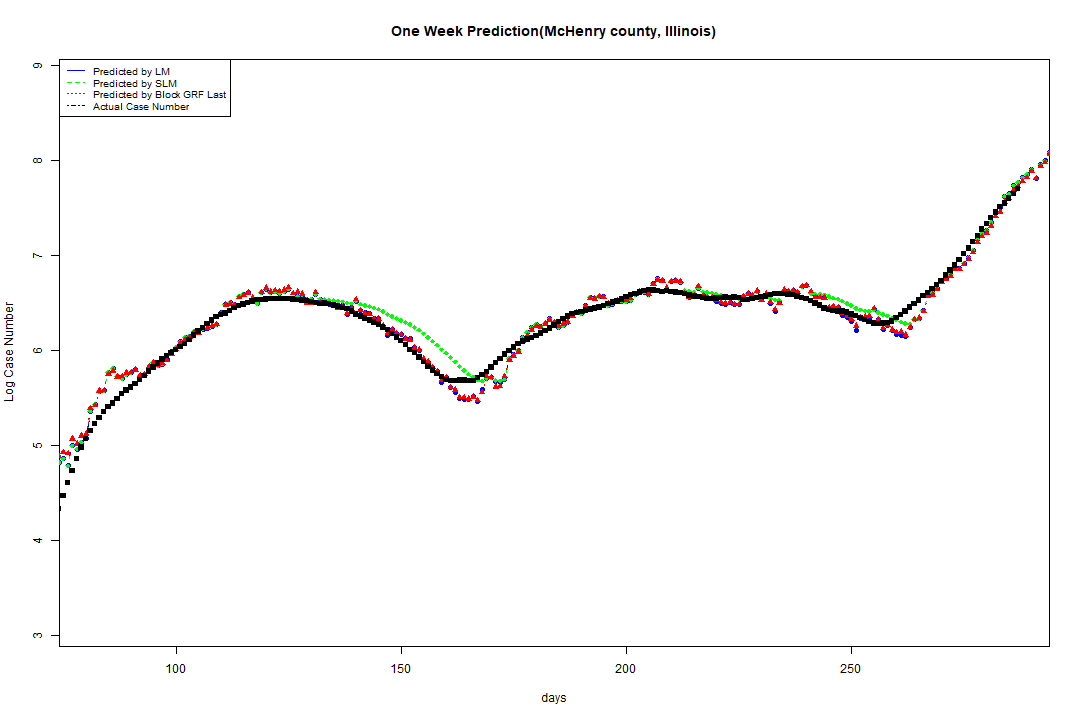 One Week Prediction(McHenry county, Illinois)
Predicted by LM
Predicted by SLM
Predicted by Block GRF Last
Actual Case Number
Log Case Number
9
8
7
6
5
4
3
100 150 200 250
days